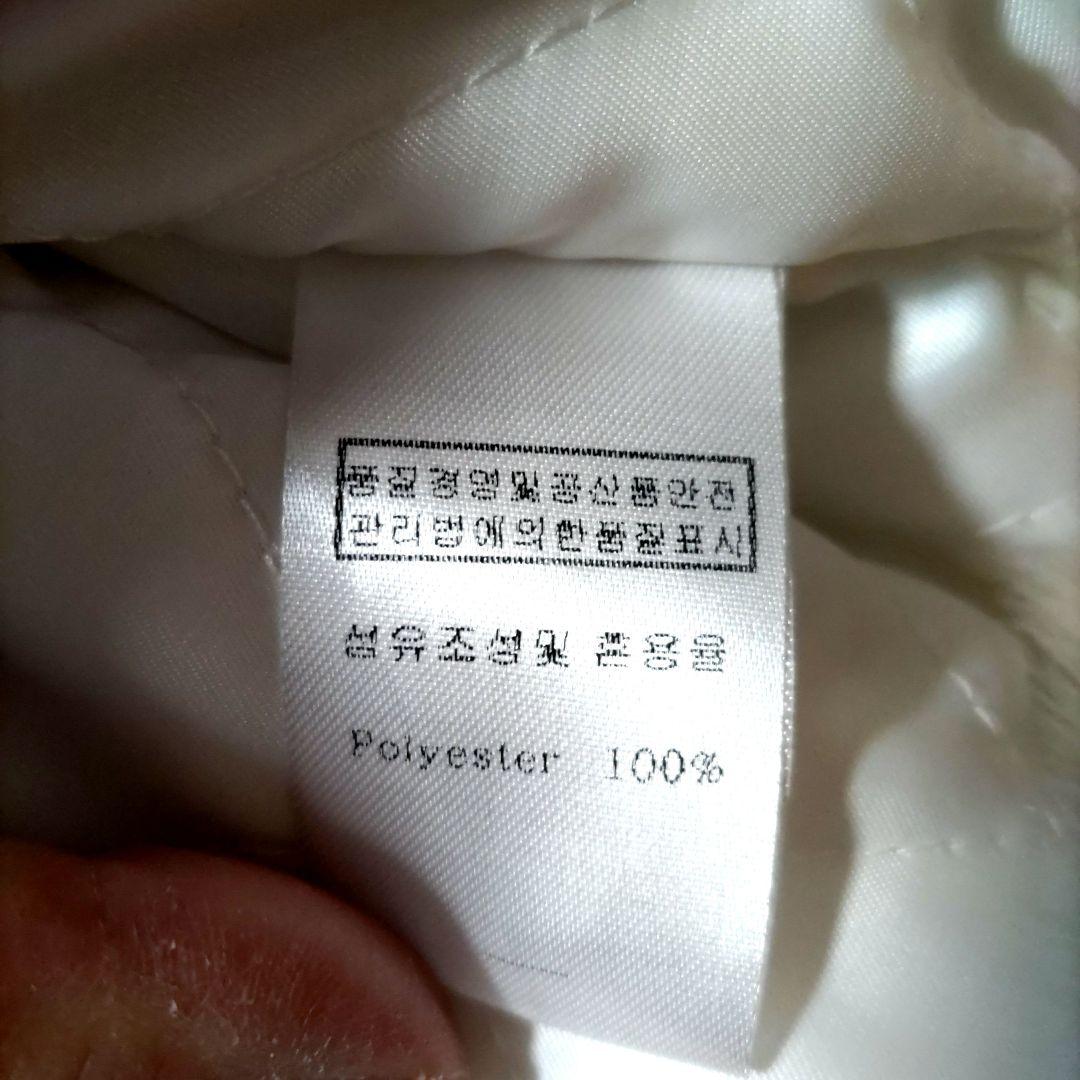 품질경영및공산품안전
관리법에의한품질표시
섬유조성및 혼용율
Polyester 100%